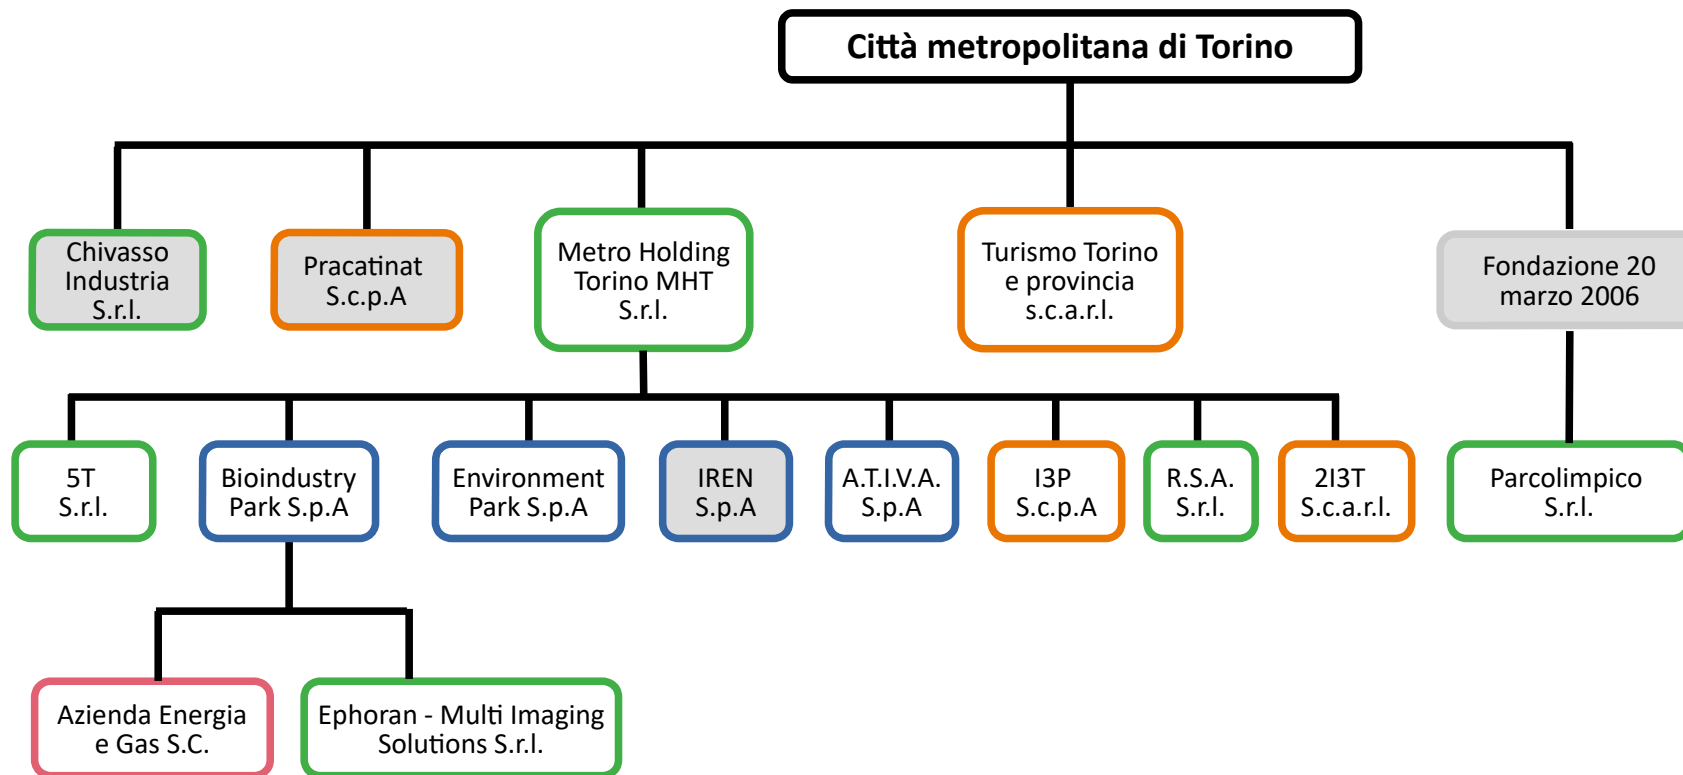 Città metropolitana di Torino
Chivasso
Industria
S.r.l.
Pracatinat
S.c.p.A
Metro Holding
Torino MHT
S.r.l.
Turismo Torino
e provincia
s.c.a.r.l.
Fondazione 20
marzo 2006
5T
S.r.l.
Bioindustry
Park S.p.A
Environment
Park S.p.A
IREN
S.p.A
A.T.I.V.A.
S.p.A
I3P
S.c.p.A
R.S.A.
S.r.l.
2I3T
S.c.a.r.l.
Parcolimpico
S.r.l.
Azienda Energia
e Gas S.C.
Ephoran - Multi Imaging
Solutions S.r.l.